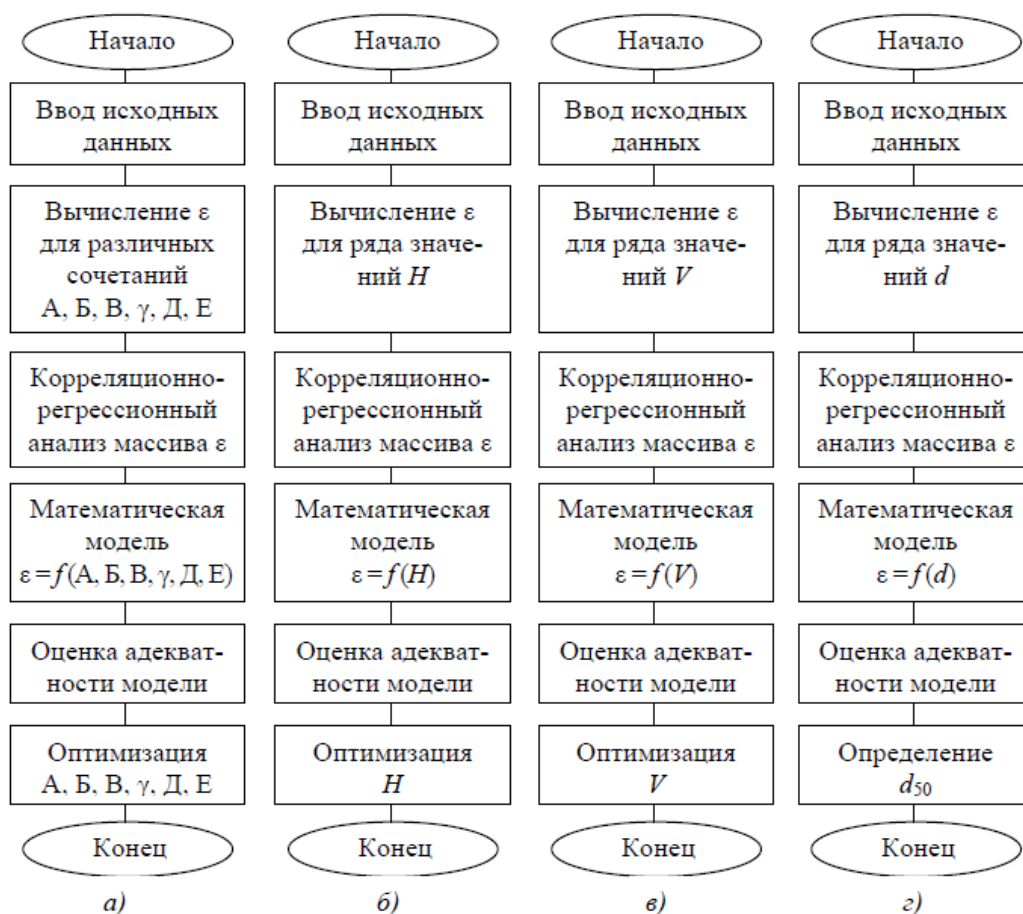 Начало
Ввод исходных
данных
Вычисление ε
для различных
сочетаний
А, Б, В, γ, Д, Е
Корреляционно-
регрессионный
анализ массива ε
Математическая
модель
ε = f (А, Б, В, γ, Д, Е)
Оценка адекват-
ности модели
Оптимизация
А, Б, В, γ, Д, Е
Конец
а)
Начало
Ввод исходных
данных
Вычисление ε
для ряда значе-
ний H
Корреляционно-
регрессионный
анализ массива ε
Математическая
модель
ε = f (H)
Оценка адекват-
ности модели
Оптимизация
H
Конец
б)
Начало
Ввод исходных
данных
Вычисление ε
для ряда значе-
ний V
Корреляционно-
регрессионный
анализ массива ε
Математическая
модель
ε = f (V)
Оценка адекват-
ности модели
Оптимизация
V
Конец
в)
Начало
Ввод исходных
данных
Вычисление ε
для ряда значе-
ний d
Корреляционно-
регрессионный
анализ массива ε
Математическая
модель
ε = f (d)
Оценка адекват-
ности модели
Определение
d50
Конец
г)